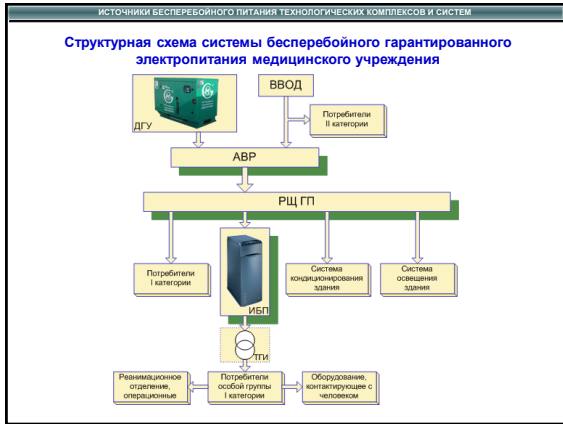 ИСТОЧНИКИ БЕСПЕРЕБОЙНОГО ПИТАНИЯ ТЕХНОЛОГИЧЕСКИХ КОМПЛЕКСОВ И СИСТЕМ
Структурная схема системы бесперебойного гарантированного
электропитания медицинского учреждения
ДГУ
ВВОД
Потребители
II категории
АВР
РЩ ГП
Потребители
I категории
ИБП
Система
кондиционирования
здания
Система
освещения
здания
ТГИ
Реанимационное
отделение,
операционные
Потребители
особой группы
I категории
Оборудование,
контактирующее с
человеком